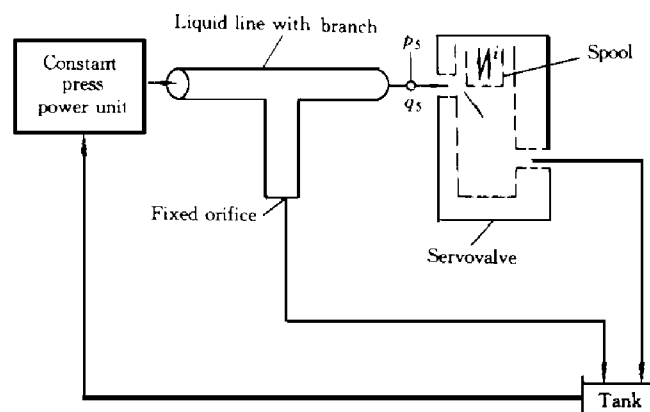 Liquid line with branch
Constant
press
power unit
p5
q5
i
Spool
Fixed orifice
Servovalve
Tank